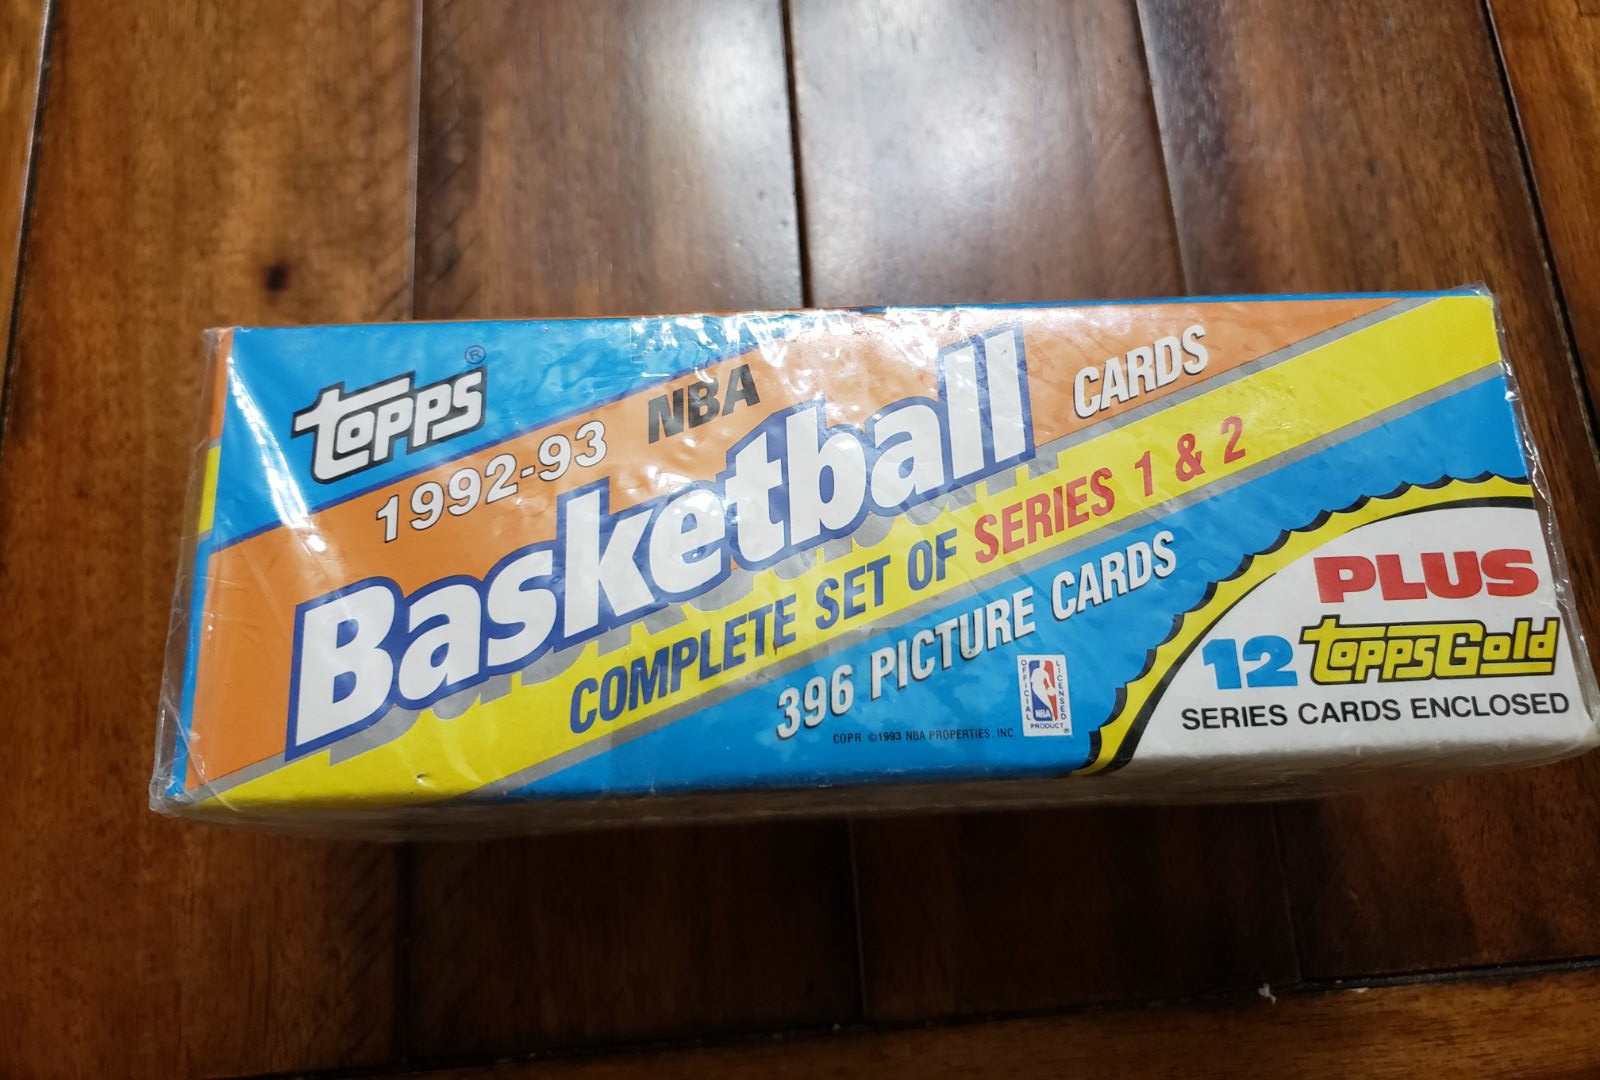 Topps®
1992-93 NBA
Basketball CARDS
COMPLETE SET OF SERIES 1 & 2
396 PICTURE CARDS
COPR. ©1993 NBA PROPERTIES, INC.
OFFICIAL LICENSED
NBA
PRODUCT®
PLUS
12 ToppsGold
SERIES CARDS ENCLOSED